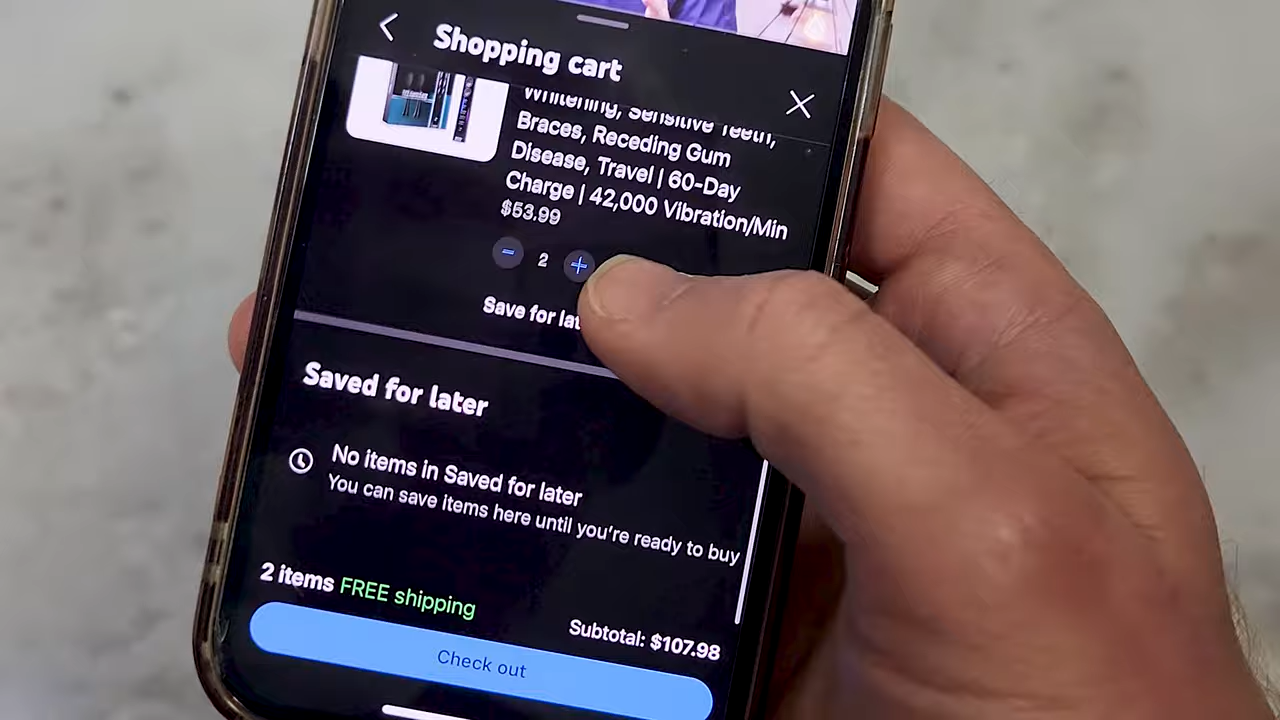 Shopping cart
Whitening, Sensitive Teeth,
Braces, Receding Gum
Disease, Travel | 60-Day
Charge | 42,000 Vibration/Min
$53.99
2
Save for lat
Saved for later
No items in Saved for later
You can save items here until you're ready to buy
2 items FREE shipping
Subtotal: $107.98
Check out